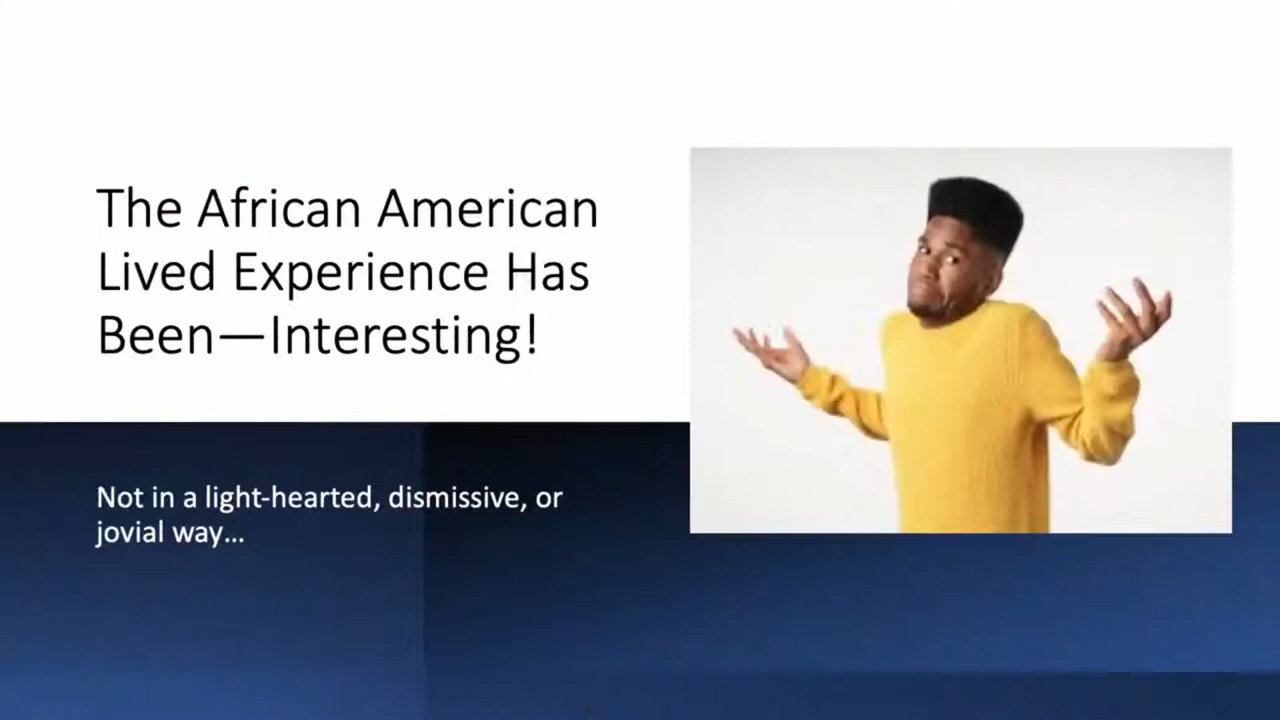 The African American
Lived Experience Has
Been—Interesting!
Not in a light-hearted, dismissive, or
jovial way...